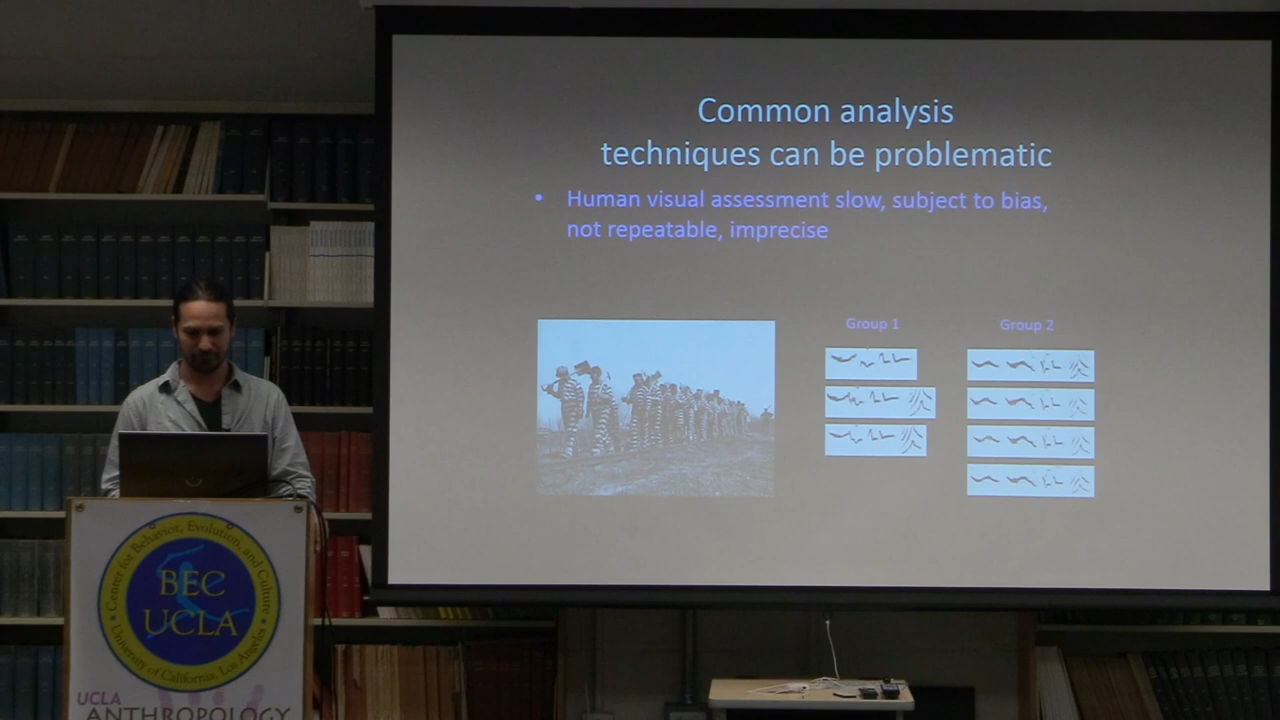 Common analysis
techniques can be problematic
• Human visual assessment slow, subject to bias,
not repeatable, imprecise
Group 1
Group 2
Center for Behavior, Evolution, and Culture
BEC
UCLA
University of California, Los Angeles
UCLA
ANTHROPOLOGY